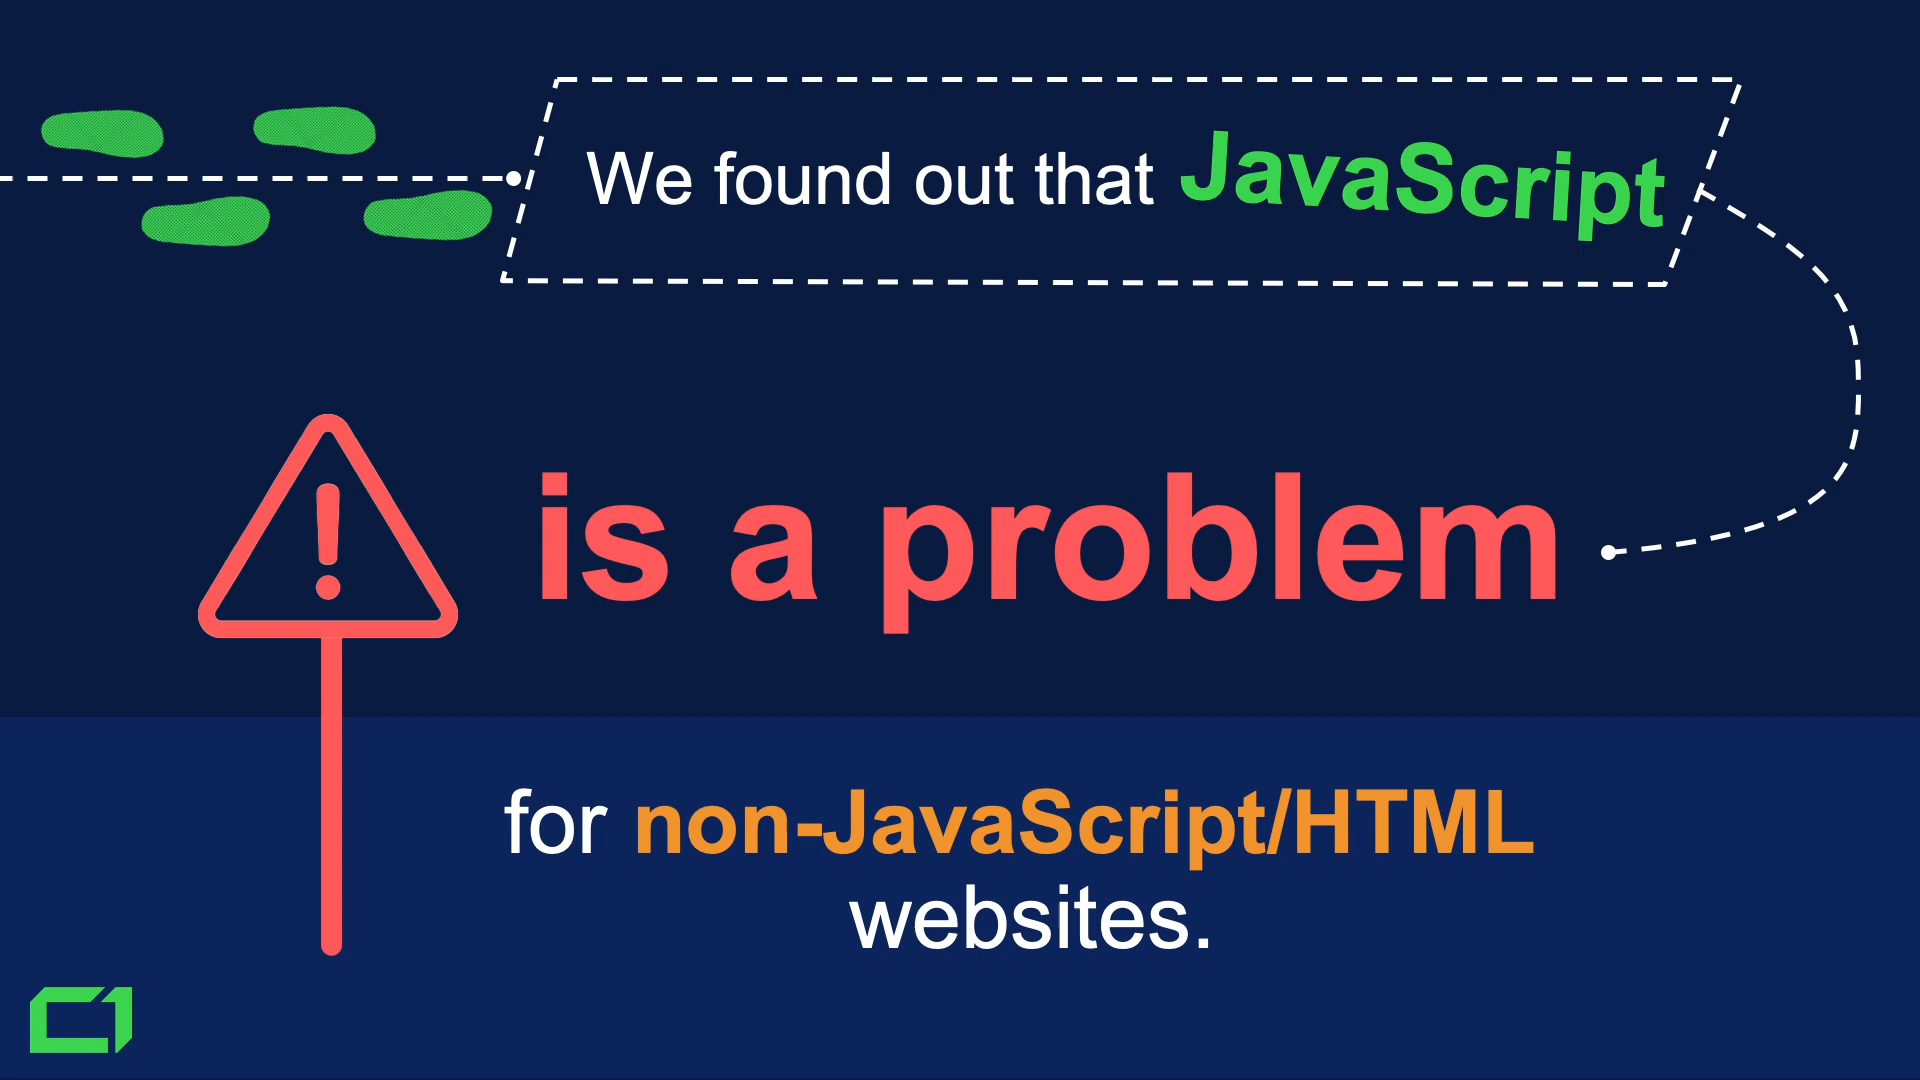 We found out that JavaScript
is a problem
for non-JavaScript/HTML
websites.